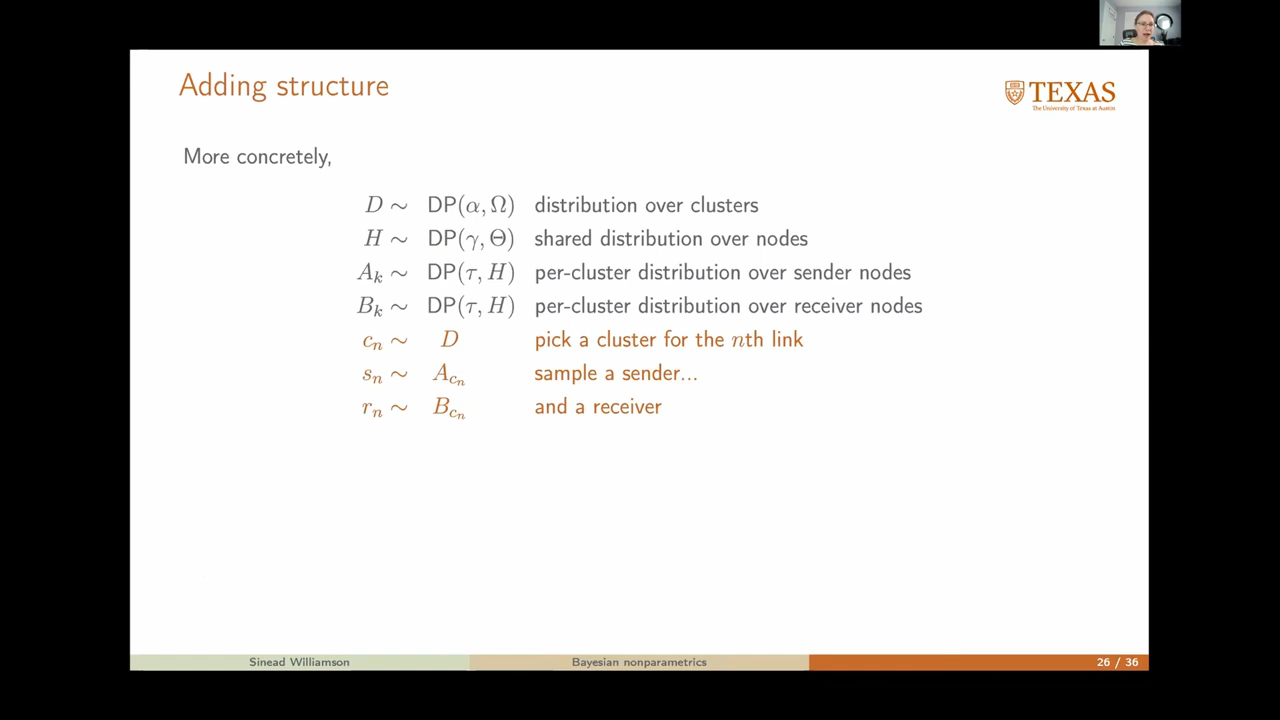 Adding structure
TEXAS
The University of Texas at Austin
More concretely,
D ∼ DP(α, Ω) distribution over clusters
H ∼ DP(γ, Θ) shared distribution over nodes
A_k ∼ DP(τ, H) per-cluster distribution over sender nodes
B_k ∼ DP(τ, H) per-cluster distribution over receiver nodes
c_n ∼ D pick a cluster for the nth link
s_n ∼ A_{c_n} sample a sender...
r_n ∼ B_{c_n} and a receiver
Sinead Williamson Bayesian nonparametrics 26 / 36